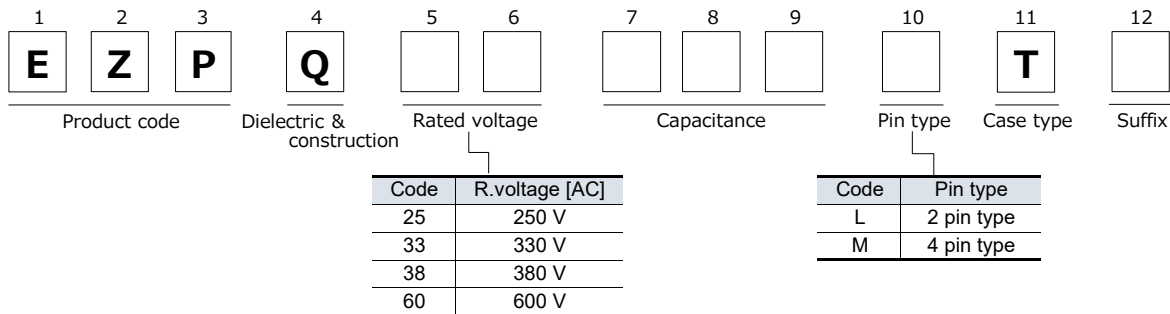 1 2 3 4 5 6 7 8 9 10 11 12
E Z P Q T
Product code Dielectric & construction Rated voltage Capacitance Pin type Case type Suffix
Code R.voltage [AC]
25 250 V
33 330 V
38 380 V
60 600 V
Code Pin type
L 2 pin type
M 4 pin type